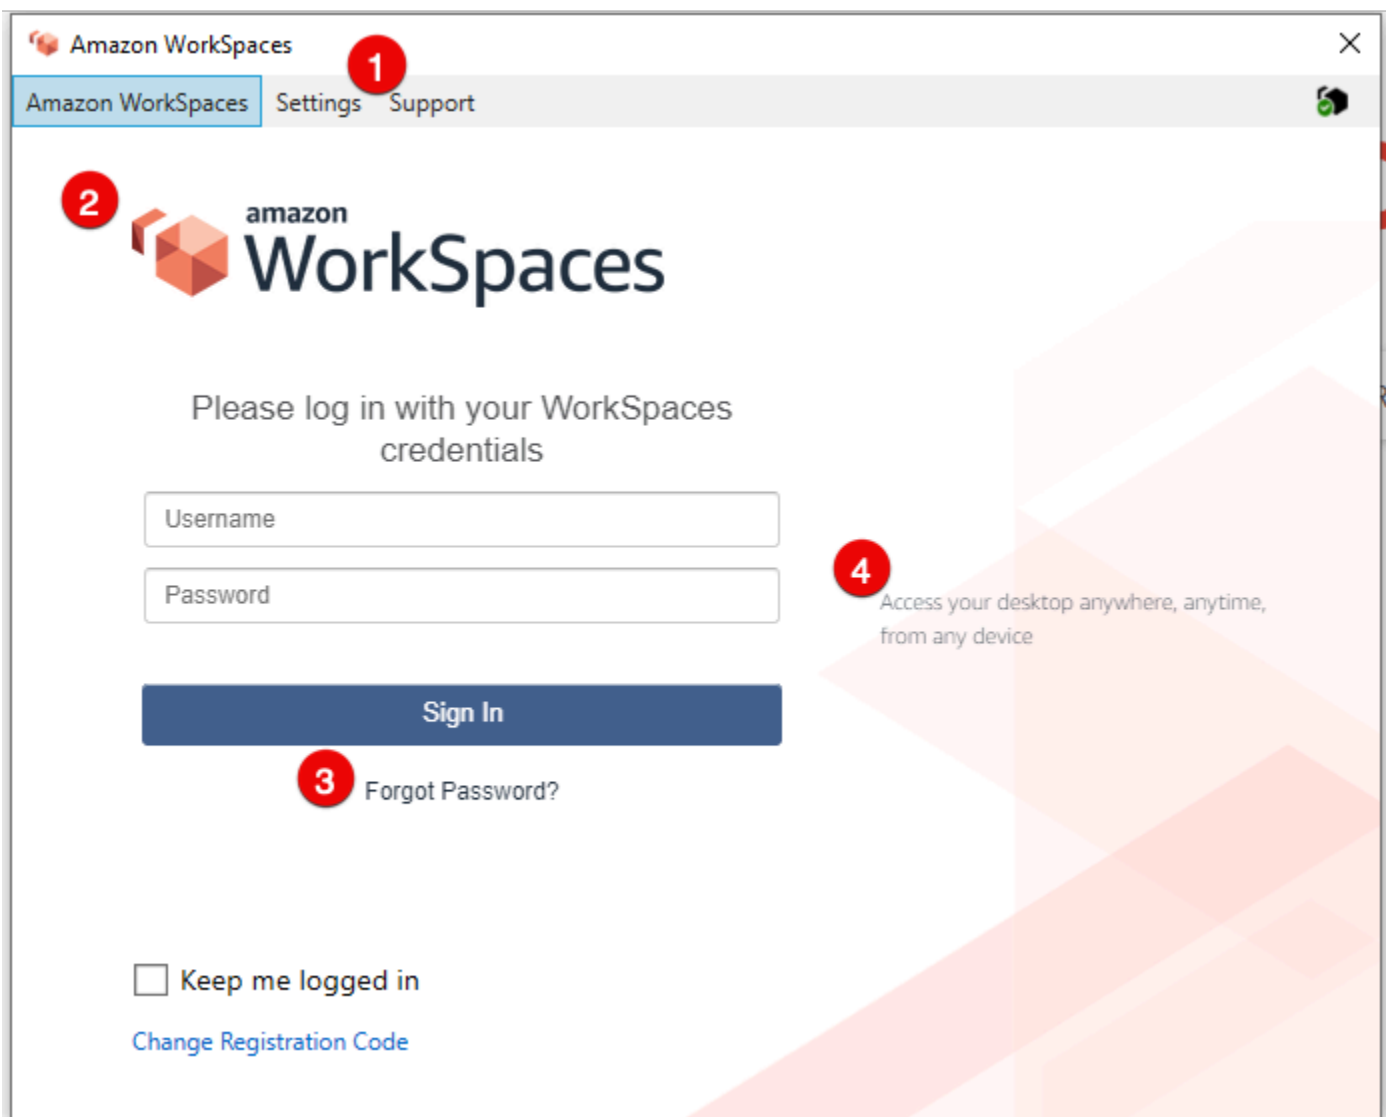 Amazon WorkSpaces
1
Amazon WorkSpaces Settings Support
2
amazon
WorkSpaces
Please log in with your WorkSpaces
credentials
Username
Password
4
Access your desktop anywhere, anytime,
from any device
Sign In
3
Forgot Password?
Keep me logged in
Change Registration Code